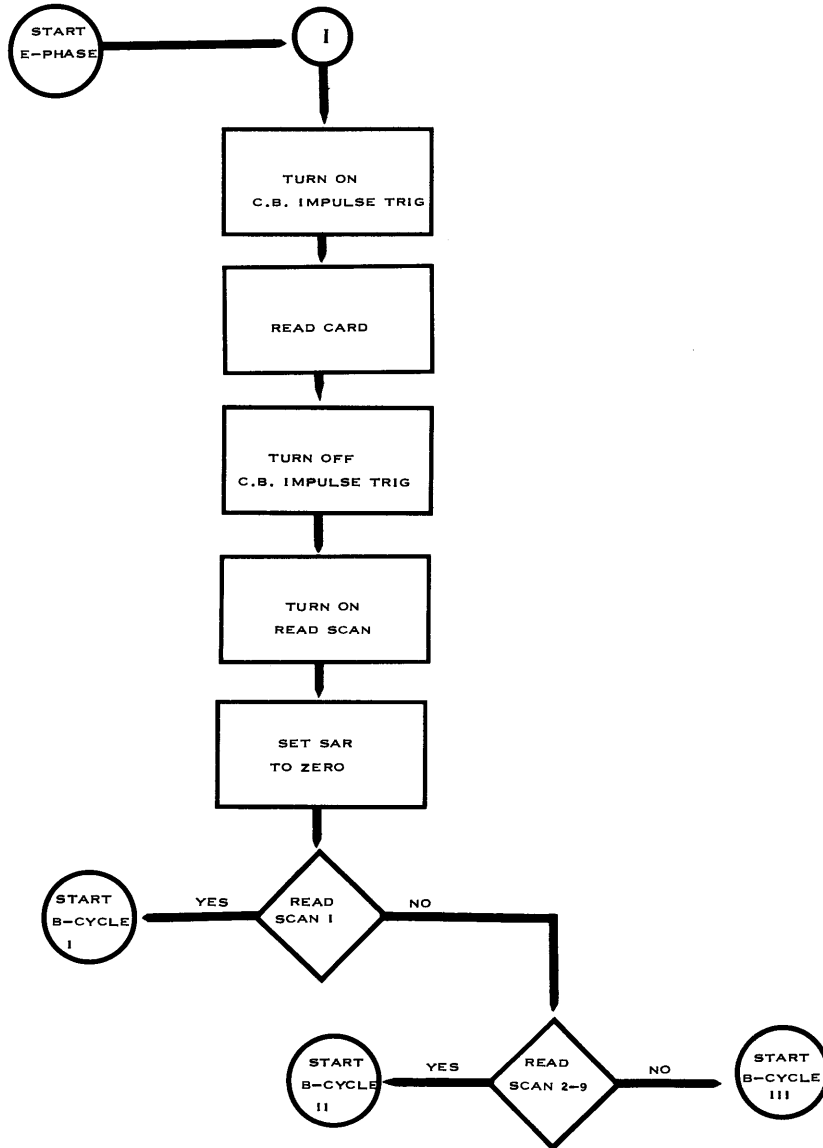 START
E-PHASE
I
TURN ON
C.B. IMPULSE TRIG
READ CARD
TURN OFF
C.B. IMPULSE TRIG
TURN ON
READ SCAN
SET SAR
TO ZERO
READ
SCAN I
YES
NO
START
B-CYCLE
I
READ
SCAN 2-9
YES
NO
START
B-CYCLE
II
START
B-CYCLE
III